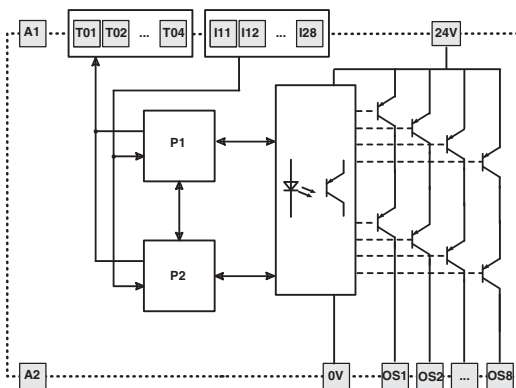 A1 T01 T02 ... T04 I11 I12 ... I28 24V
P1
P2
A2 0V OS1 OS2 ... OS8